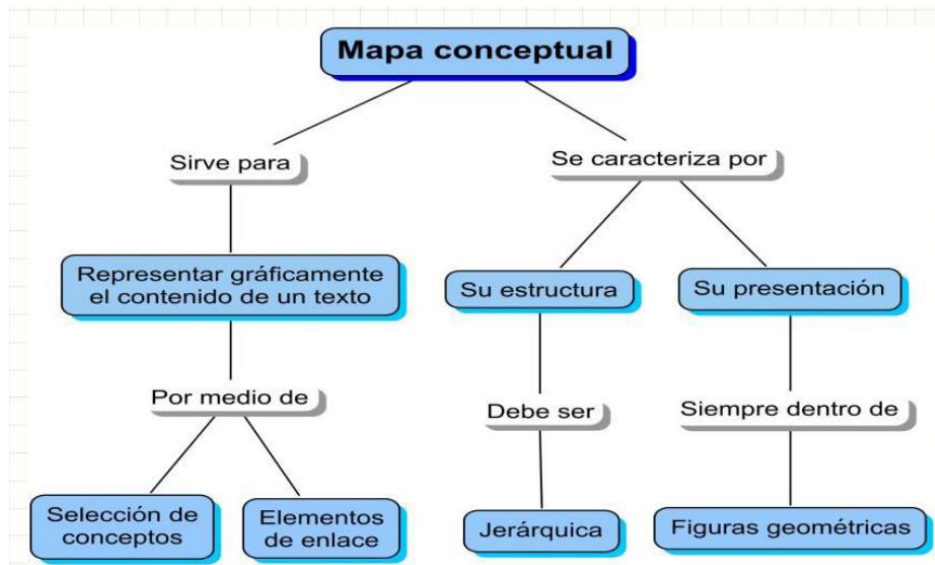 Mapa conceptual
Sirve para
Se caracteriza por
Representar gráficamente
el contenido de un texto
Su estructura
Su presentación
Por medio de
Debe ser
Siempre dentro de
Selección de
conceptos
Elementos
de enlace
Jerárquica
Figuras geométricas